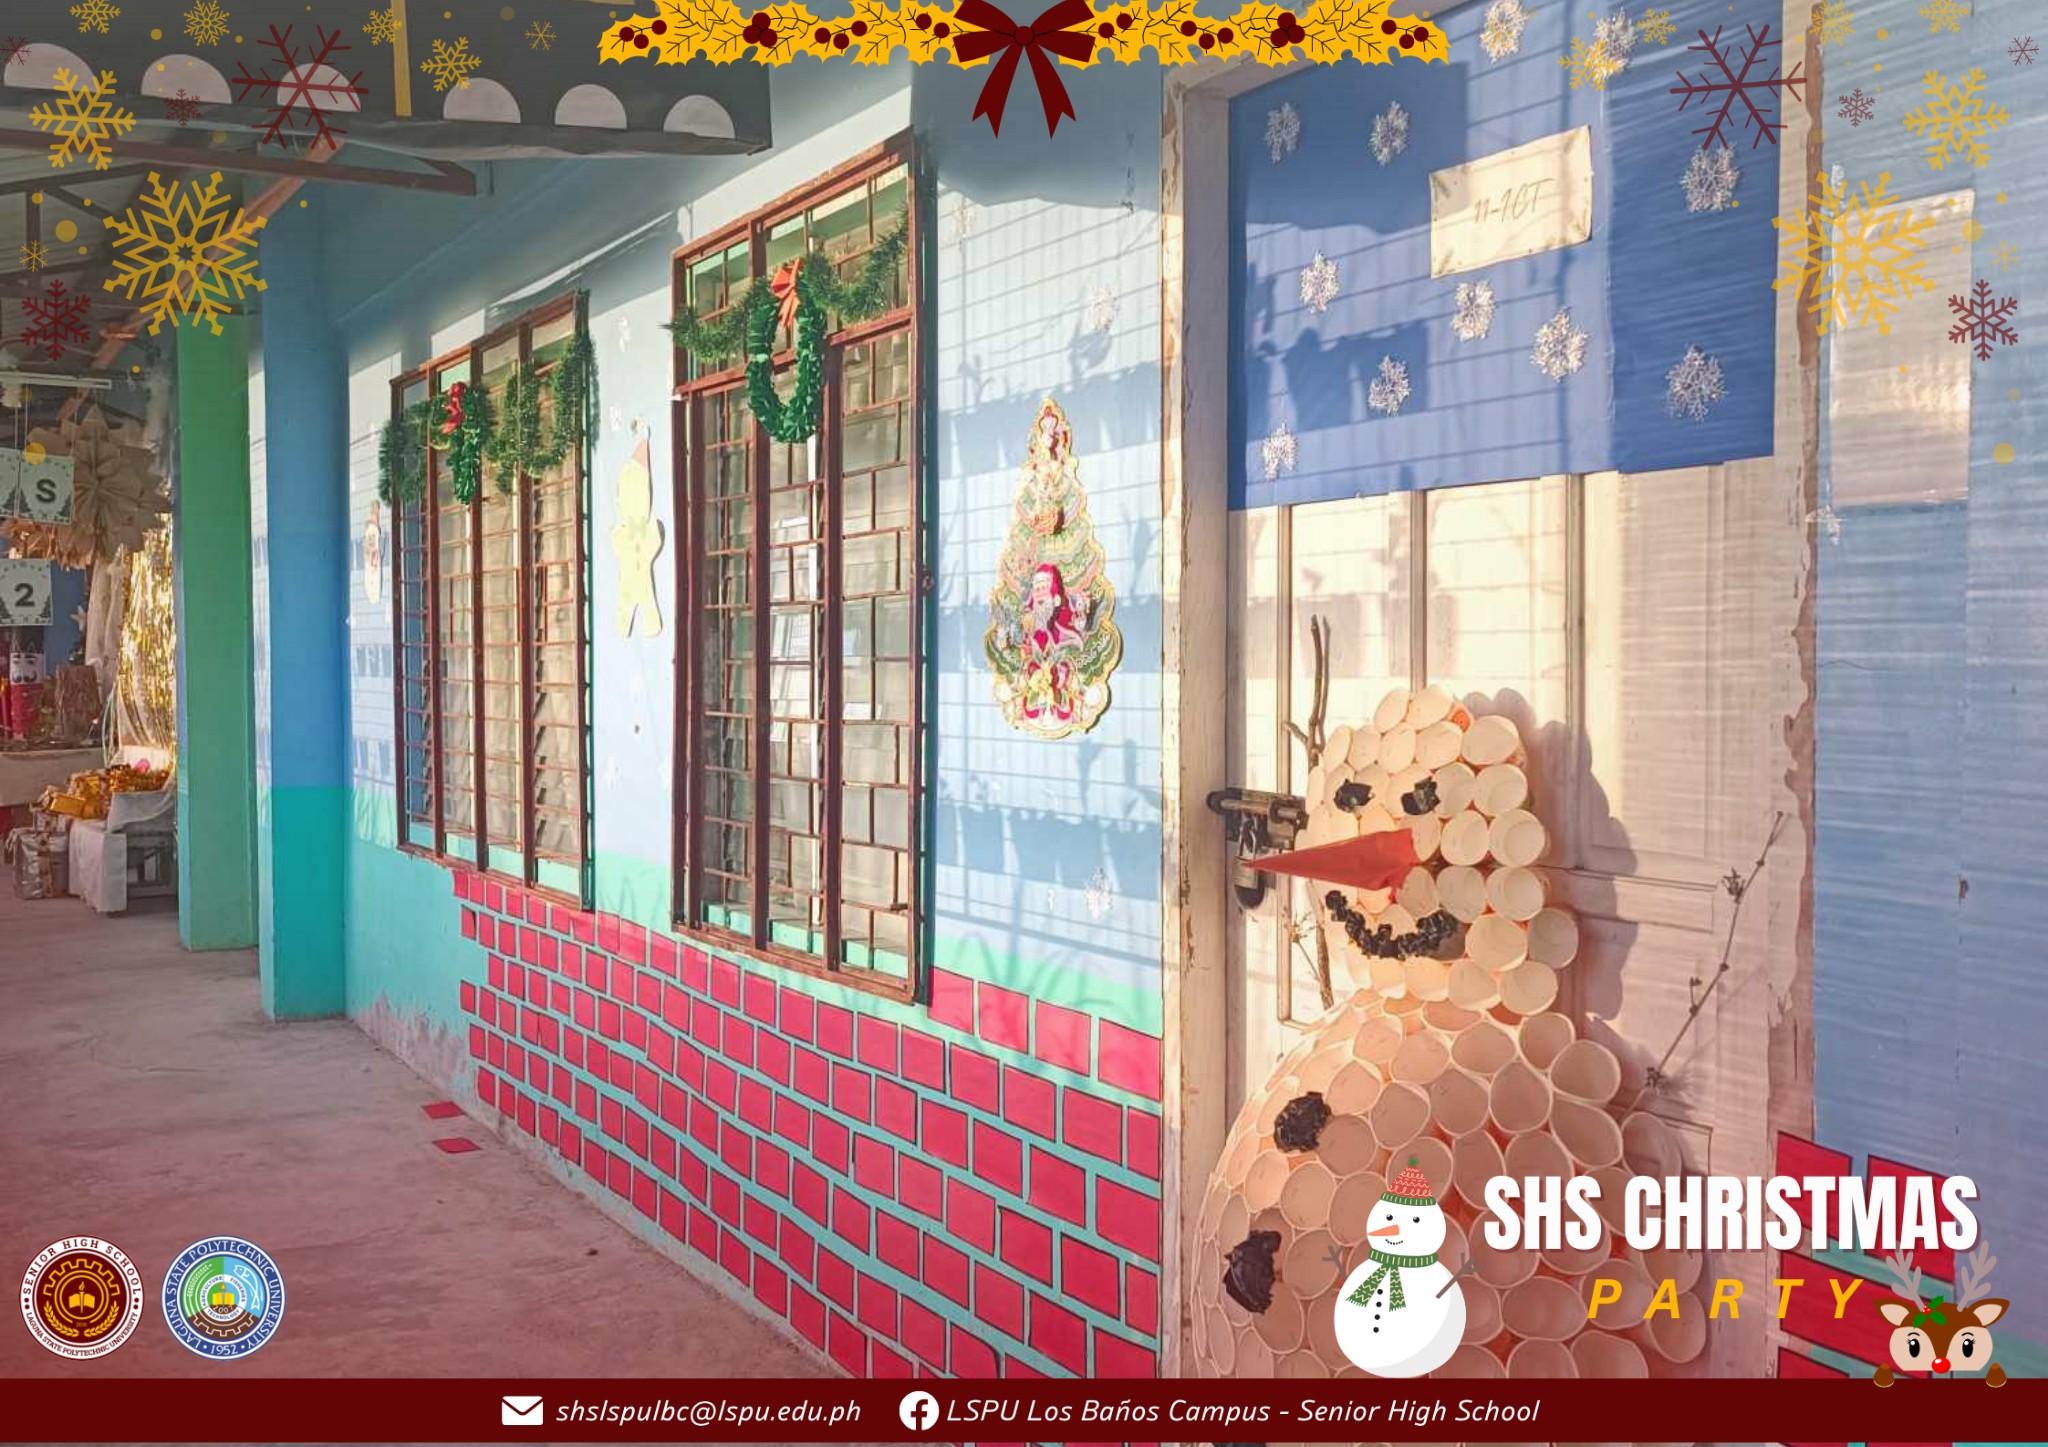 11-ICT
S
2
SHS CHRISTMAS
PARTY
SENIOR HIGH SCHOOL
LAGUNA STATE POLYTECHNIC UNIVERSITY
LAGUNA STATE POLYTECHNIC UNIVERSITY
1952
shslspulbc@lspu.edu.ph
LSPU Los Baños Campus - Senior High School